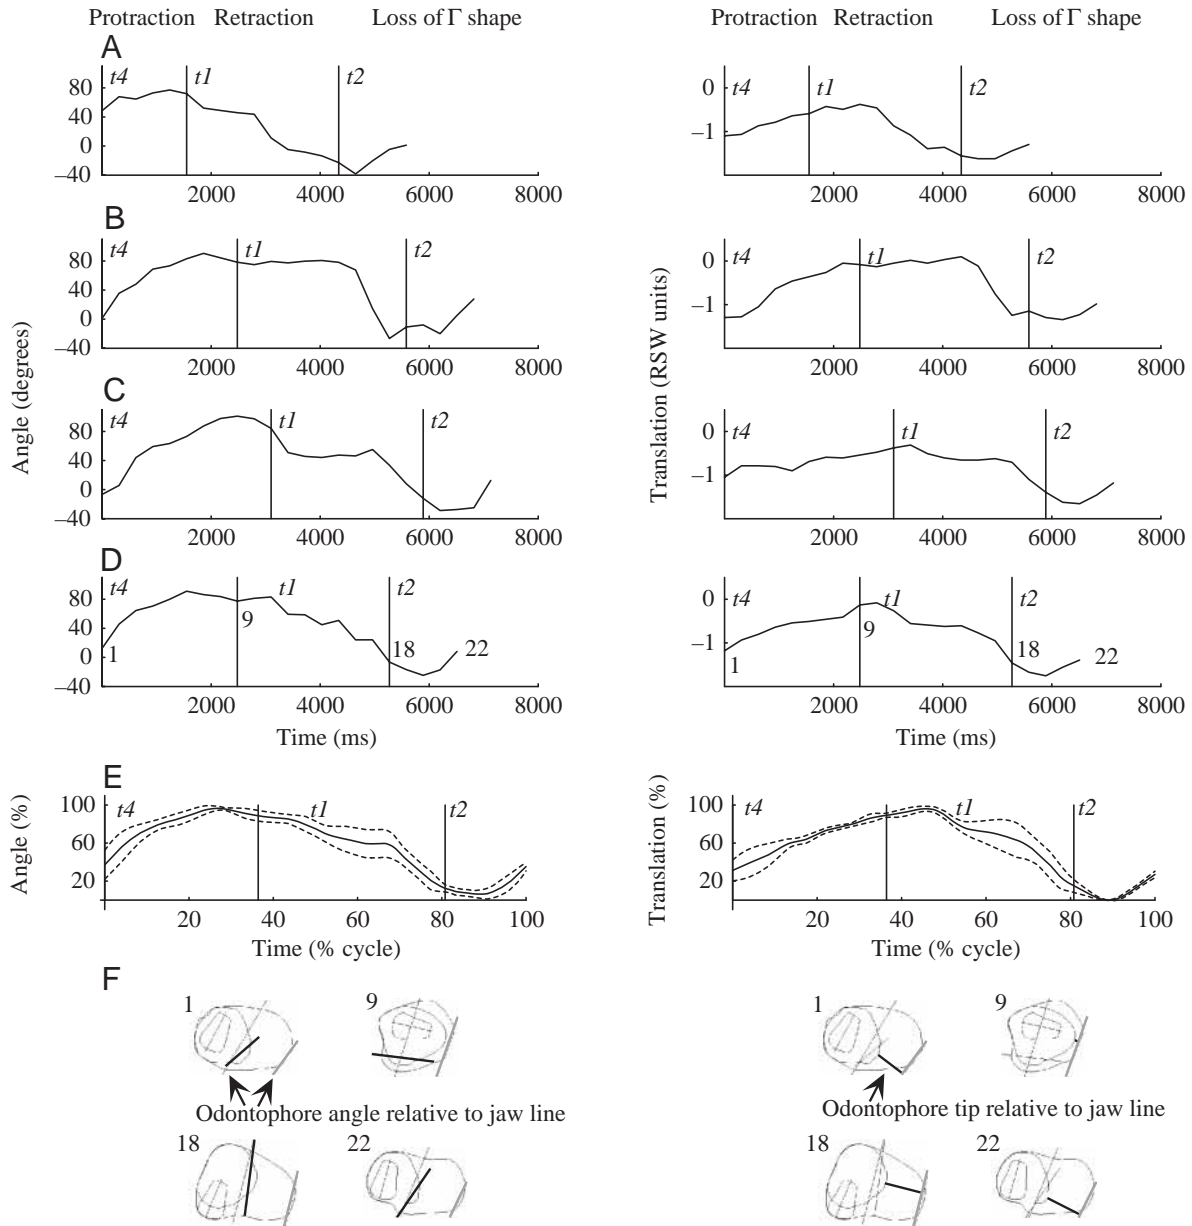 Protraction Retraction Loss of Γ shape
Protraction Retraction Loss of Γ shape
A
t4 t1 t2
80
40
0
−40
2000 4000 6000 8000
t4 t1 t2
0
−1
2000 4000 6000 8000
B
t4 t1 t2
80
40
0
−40
2000 4000 6000 8000
t4 t1 t2
0
−1
2000 4000 6000 8000
Angle (degrees)
Translation (RSW units)
C
t4 t1 t2
80
40
0
−40
2000 4000 6000 8000
t4 t1 t2
0
−1
2000 4000 6000 8000
D
t4 t1 t2
80
40
0
−40
1 9 18 22
2000 4000 6000 8000
Time (ms)
t4 t1 t2
0
−1
1 9 18 22
2000 4000 6000 8000
Time (ms)
E
Angle (%)
100
60
20
t4 t1 t2
20 40 60 80 100
Time (% cycle)
Translation (%)
100
60
20
t4 t1 t2
20 40 60 80 100
Time (% cycle)
F
1 9
Odontophore angle relative to jaw line
18 22
1 9
Odontophore tip relative to jaw line
18 22